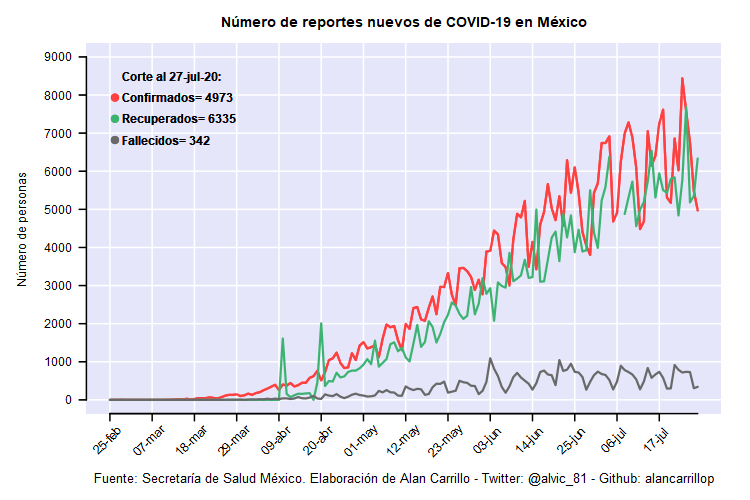 Número de reportes nuevos de COVID-19 en México
Número de personas
9000
8000
7000
6000
5000
4000
3000
2000
1000
0
Corte al 27-jul-20:
Confirmados= 4973
Recuperados= 6335
Fallecidos= 342
25-feb
07-mar
18-mar
29-mar
09-abr
20-abr
01-may
12-may
23-may
03-jun
14-jun
25-jun
06-jul
17-jul
Fuente: Secretaría de Salud México. Elaboración de Alan Carrillo - Twitter: @alvic_81 - Github: alancarrillop